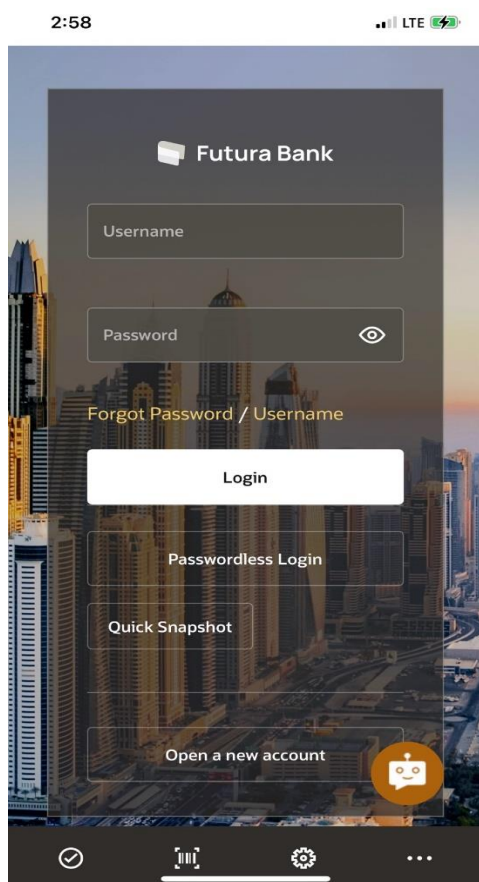 2:58
LTE
Futura Bank
Username
Password
Forgot Password / Username
Login
Passwordless Login
Quick Snapshot
Open a new account